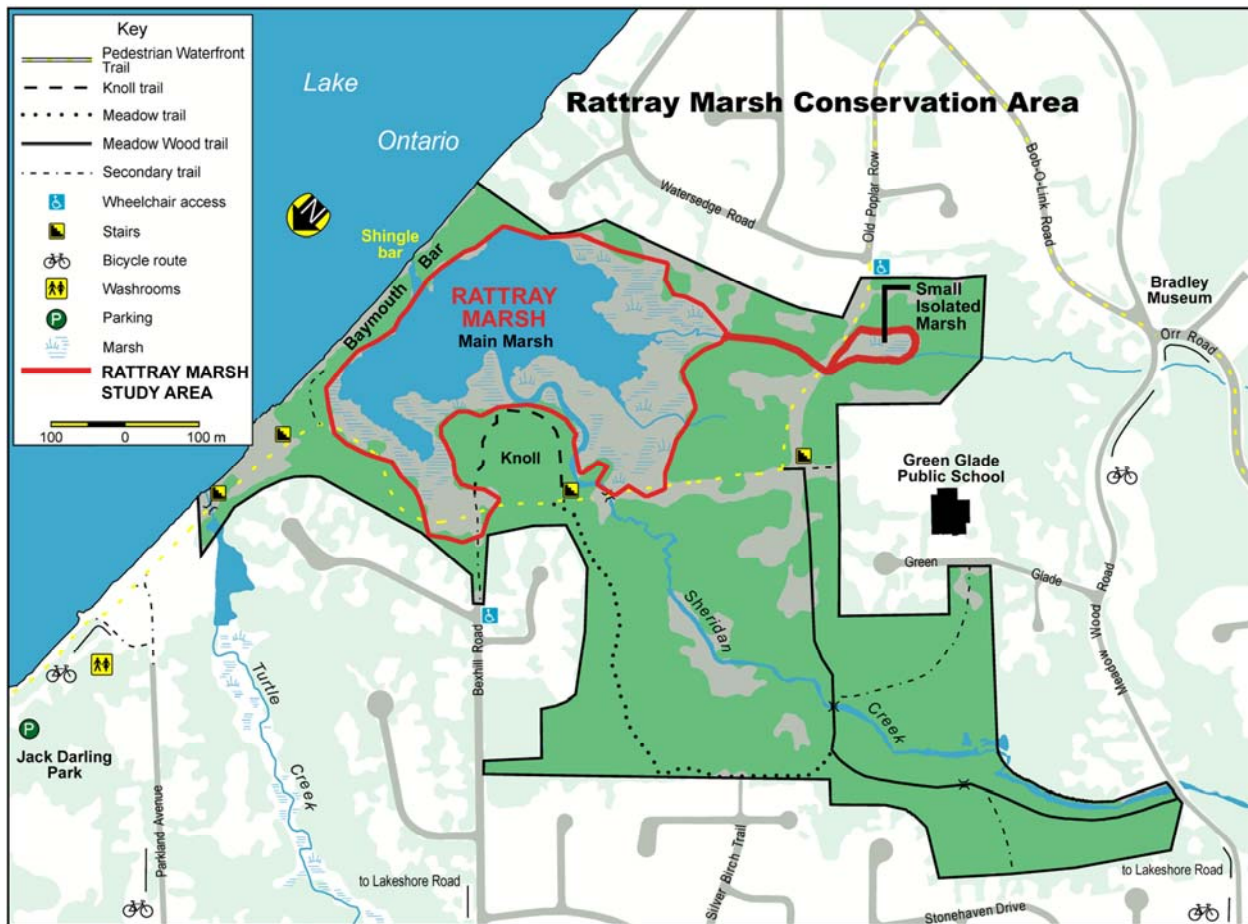 Key
Pedestrian Waterfront
Trail
Knoll trail
Meadow trail
Meadow Wood trail
Secondary trail
Wheelchair access
Stairs
Bicycle route
Washrooms
P
Parking
Marsh
RATTRAY MARSH
STUDY AREA
100 0 100 m
Lake
Ontario
Rattray Marsh Conservation Area
N
Watersedge Road
Old Poplar Row
Bob-O-Link Road
Shingle
bar
Baymouth Bar
RATTRAY
MARSH
Main Marsh
Small
Isolated
Marsh
Bradley
Museum
Orr Road
Knoll
Green Glade
Public School
Green Glade
Meadow Wood Road
Sheridan
Creek
Bexhill Road
Turtle
Creek
P
Jack Darling
Park
Parkland Avenue
to Lakeshore Road
Silver Birch Trail
to Lakeshore Road
Stonehaven Drive